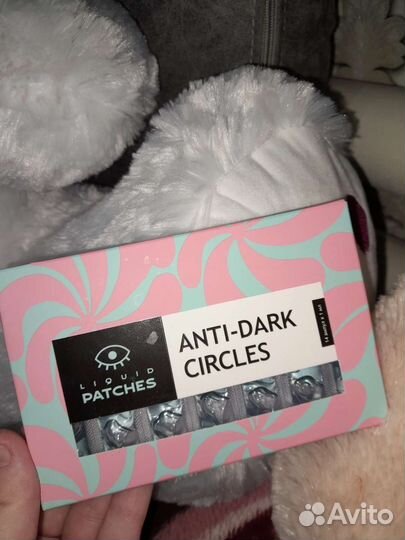 LIQUID
PATCHES
ANTI-DARK
CIRCLES
Avito